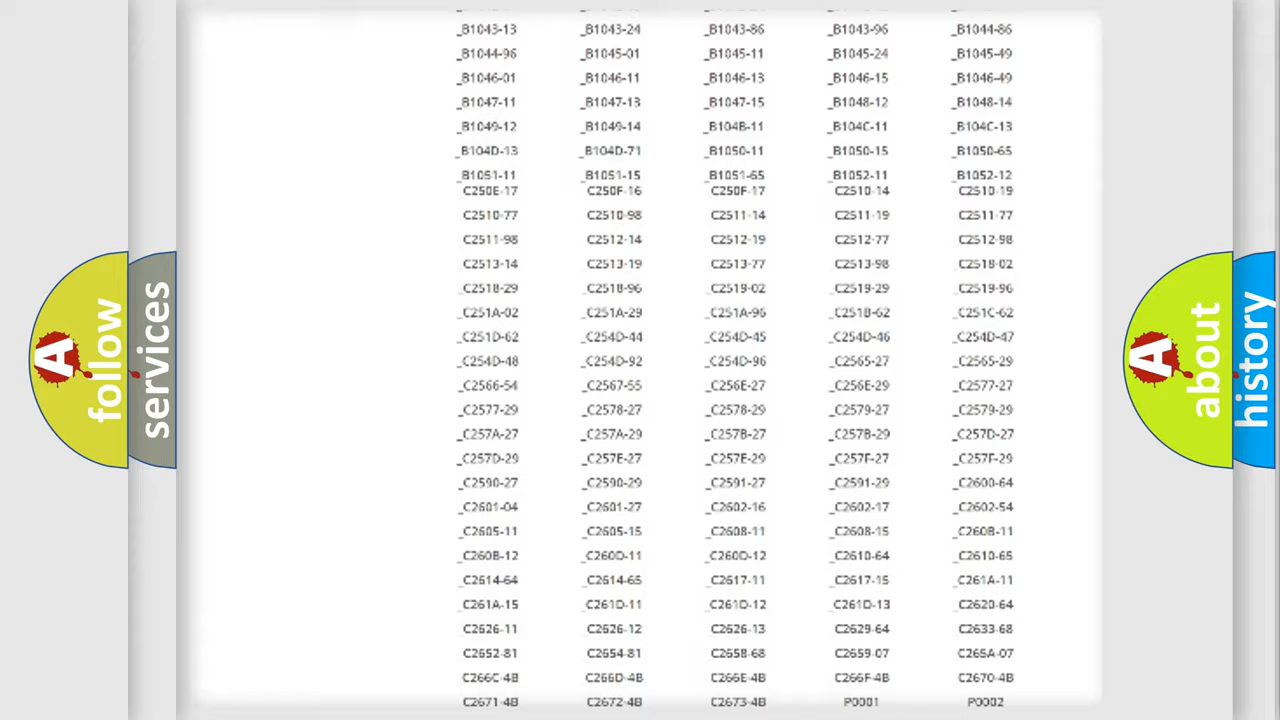 _B1043-13 _B1043-24 _B1043-86 _B1043-96 _B1044-86
_B1044-96 _B1045-01 _B1045-11 _B1045-24 _B1045-49
_B1046-01 _B1046-11 _B1046-13 _B1046-15 _B1046-49
_B1047-11 _B1047-13 _B1047-15 _B1048-12 _B1048-14
_B1049-12 _B1049-14 _B104B-11 _B104C-11 _B104C-13
_B104D-13 _B104D-71 _B1050-11 _B1050-15 _B1050-65
_B1051-11 _B1051-15 _B1051-65 _B1052-11 _B1052-12
C250E-17 C250F-16 C250F-17 C2510-14 C2510-19
C2510-77 C2510-98 C2511-14 C2511-19 C2511-77
C2511-98 C2512-14 C2512-19 C2512-77 C2512-98
C2513-14 C2513-19 C2513-77 C2513-98 C2518-02
_C2518-29 _C2518-96 _C2519-02 _C2519-29 _C2519-96
_C251A-02 _C251A-29 _C251A-96 _C251B-62 _C251C-62
_C251D-62 _C254D-44 _C254D-45 _C254D-46 _C254D-47
_C254D-48 _C254D-92 _C254D-96 _C2565-27 _C2565-29
_C2566-54 _C2567-55 _C256E-27 _C256E-29 _C2577-27
_C2577-29 _C2578-27 _C2578-29 _C2579-27 _C2579-29
_C257A-27 _C257A-29 _C257B-27 _C257B-29 _C257D-27
_C257D-29 _C257E-27 _C257E-29 _C257F-27 _C257F-29
_C2590-27 _C2590-29 _C2591-27 _C2591-29 _C2600-64
_C2601-04 _C2601-27 _C2602-16 _C2602-17 _C2602-54
_C2605-11 _C2605-15 _C2608-11 _C2608-15 _C260B-11
_C260B-12 _C260D-11 _C260D-12 _C2610-64 _C2610-65
_C2614-64 _C2614-65 _C2617-11 _C2617-15 _C261A-11
_C261A-15 _C261D-11 _C261D-12 _C261D-13 _C2620-64
C2626-11 C2626-12 C2626-13 C2629-64 C2633-68
C2652-81 C2654-81 C2658-68 C2659-07 C265A-07
C266C-4B C266D-4B C266E-4B C266F-4B C2670-4B
C2671-4B C2672-4B C2673-4B P0001 P0002
A follow
services
A about
history